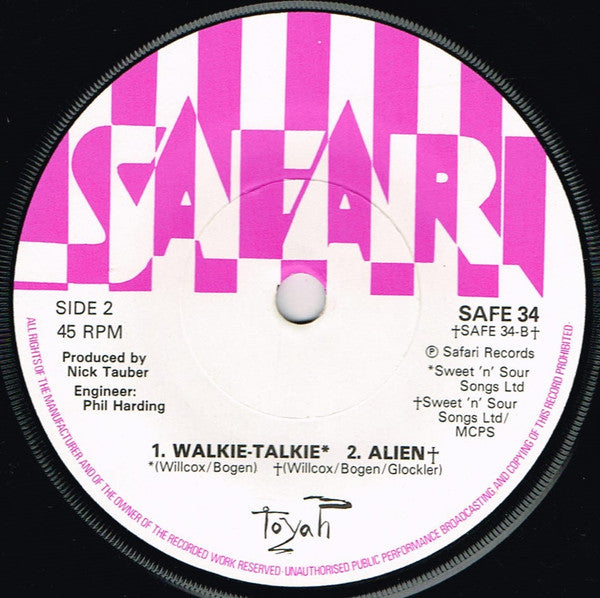 SAFARI
SIDE 2
45 RPM
Produced by
Nick Tauber
Engineer:
Phil Harding
SAFE 34
†SAFE 34-B†
Ⓟ Safari Records
*Sweet 'n' Sour
Songs Ltd
†Sweet 'n' Sour
Songs Ltd/
MCPS
1. WALKIE-TALKIE* 2. ALIEN†
*(Willcox/Bogen) †(Willcox/Bogen/Glockler)
Toyah
ALL RIGHTS OF THE MANUFACTURER AND OF THE OWNER OF THE RECORDED WORK RESERVED · UNAUTHORISED PUBLIC PERFORMANCE BROADCASTING AND COPYING OF THIS RECORD PROHIBITED·